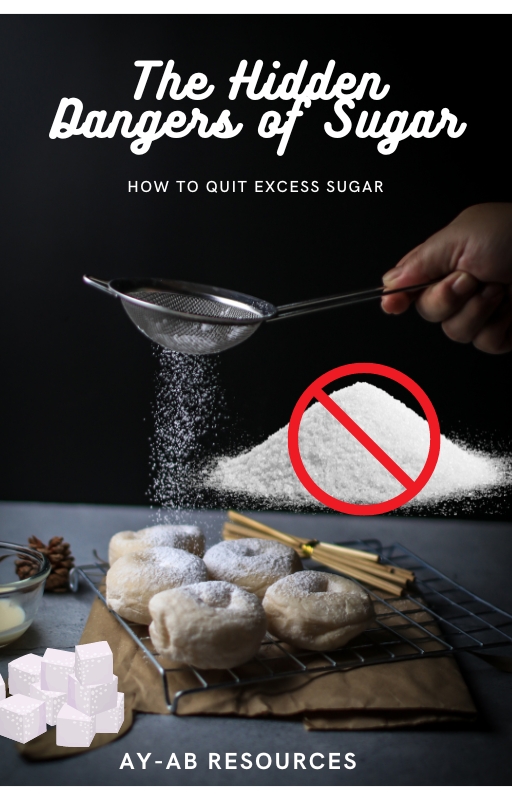 The Hidden
Dangers of Sugar
HOW TO QUIT EXCESS SUGAR
AY-AB RESOURCES